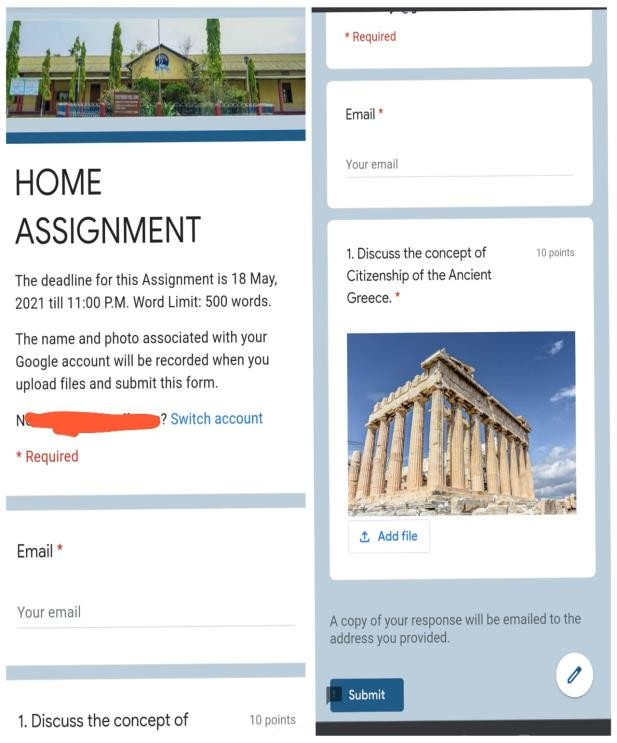 HOME
ASSIGNMENT
The deadline for this Assignment is 18 May,
2021 till 11:00 P.M. Word Limit: 500 words.
The name and photo associated with your
Google account will be recorded when you
upload files and submit this form.
? Switch account
* Required
Email *
Your email
1. Discuss the concept of
10 points
* Required
Email *
Your email
1. Discuss the concept of
10 points
Citizenship of the Ancient
Greece. *
Add file
A copy of your response will be emailed to the
address you provided.
Submit